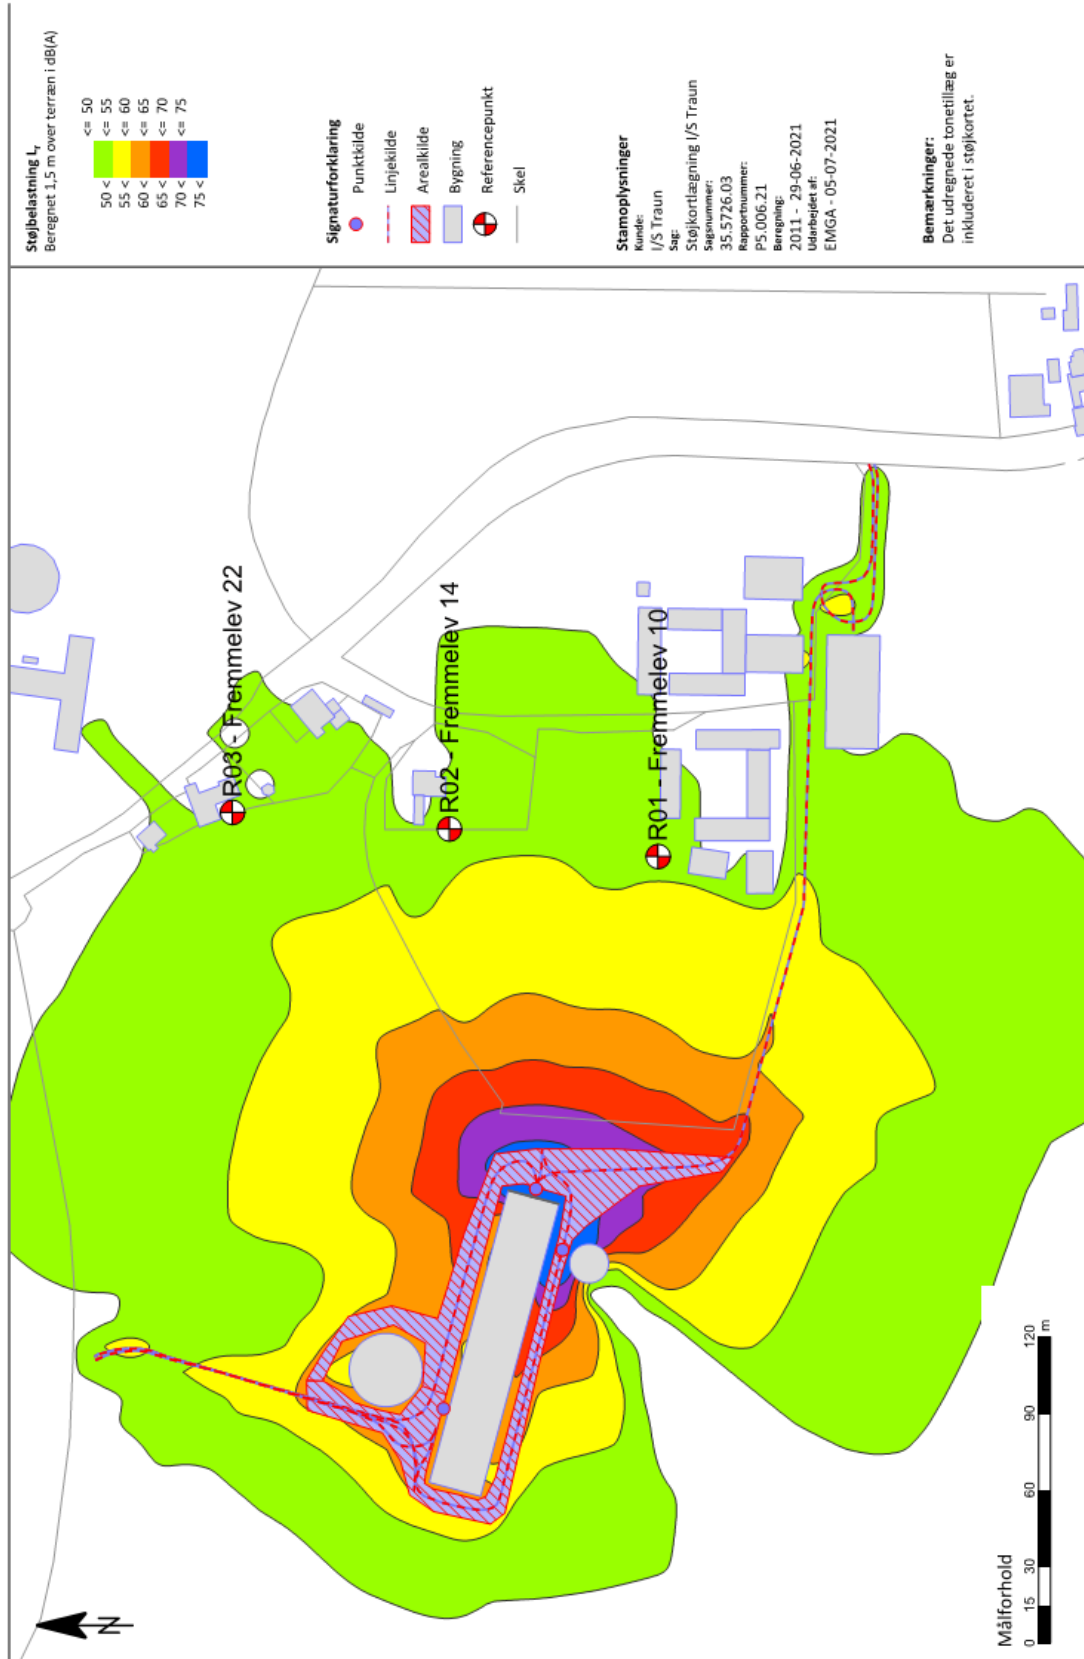 Støjbelastning Lr
Beregnet 1,5 m over terræn i dB(A)
<= 50
50 < <= 55
55 < <= 60
60 < <= 65
65 < <= 70
70 < <= 75
75 <
Signaturforklaring
Punktkilde
Linjekilde
Arealkilde
Bygning
Referencepunkt
Skel
Stamoplysninger
Kunde:
I/S Traun
Sag:
Støjkortlægning I/S Traun
Sagsnummer:
35.5726.03
Rapportnummer:
P5.006.21
Beregning:
2011 - 29-06-2021
Udarbejdet af:
EMGA - 05-07-2021
Bemærkninger:
Det udregnede tonetillæg er
inkluderet i støjkortet.
R03 - Fremmelev 22
R02 - Fremmelev 14
R01 - Fremmelev 10
N
Målforhold
0 15 30 60 90 120
m